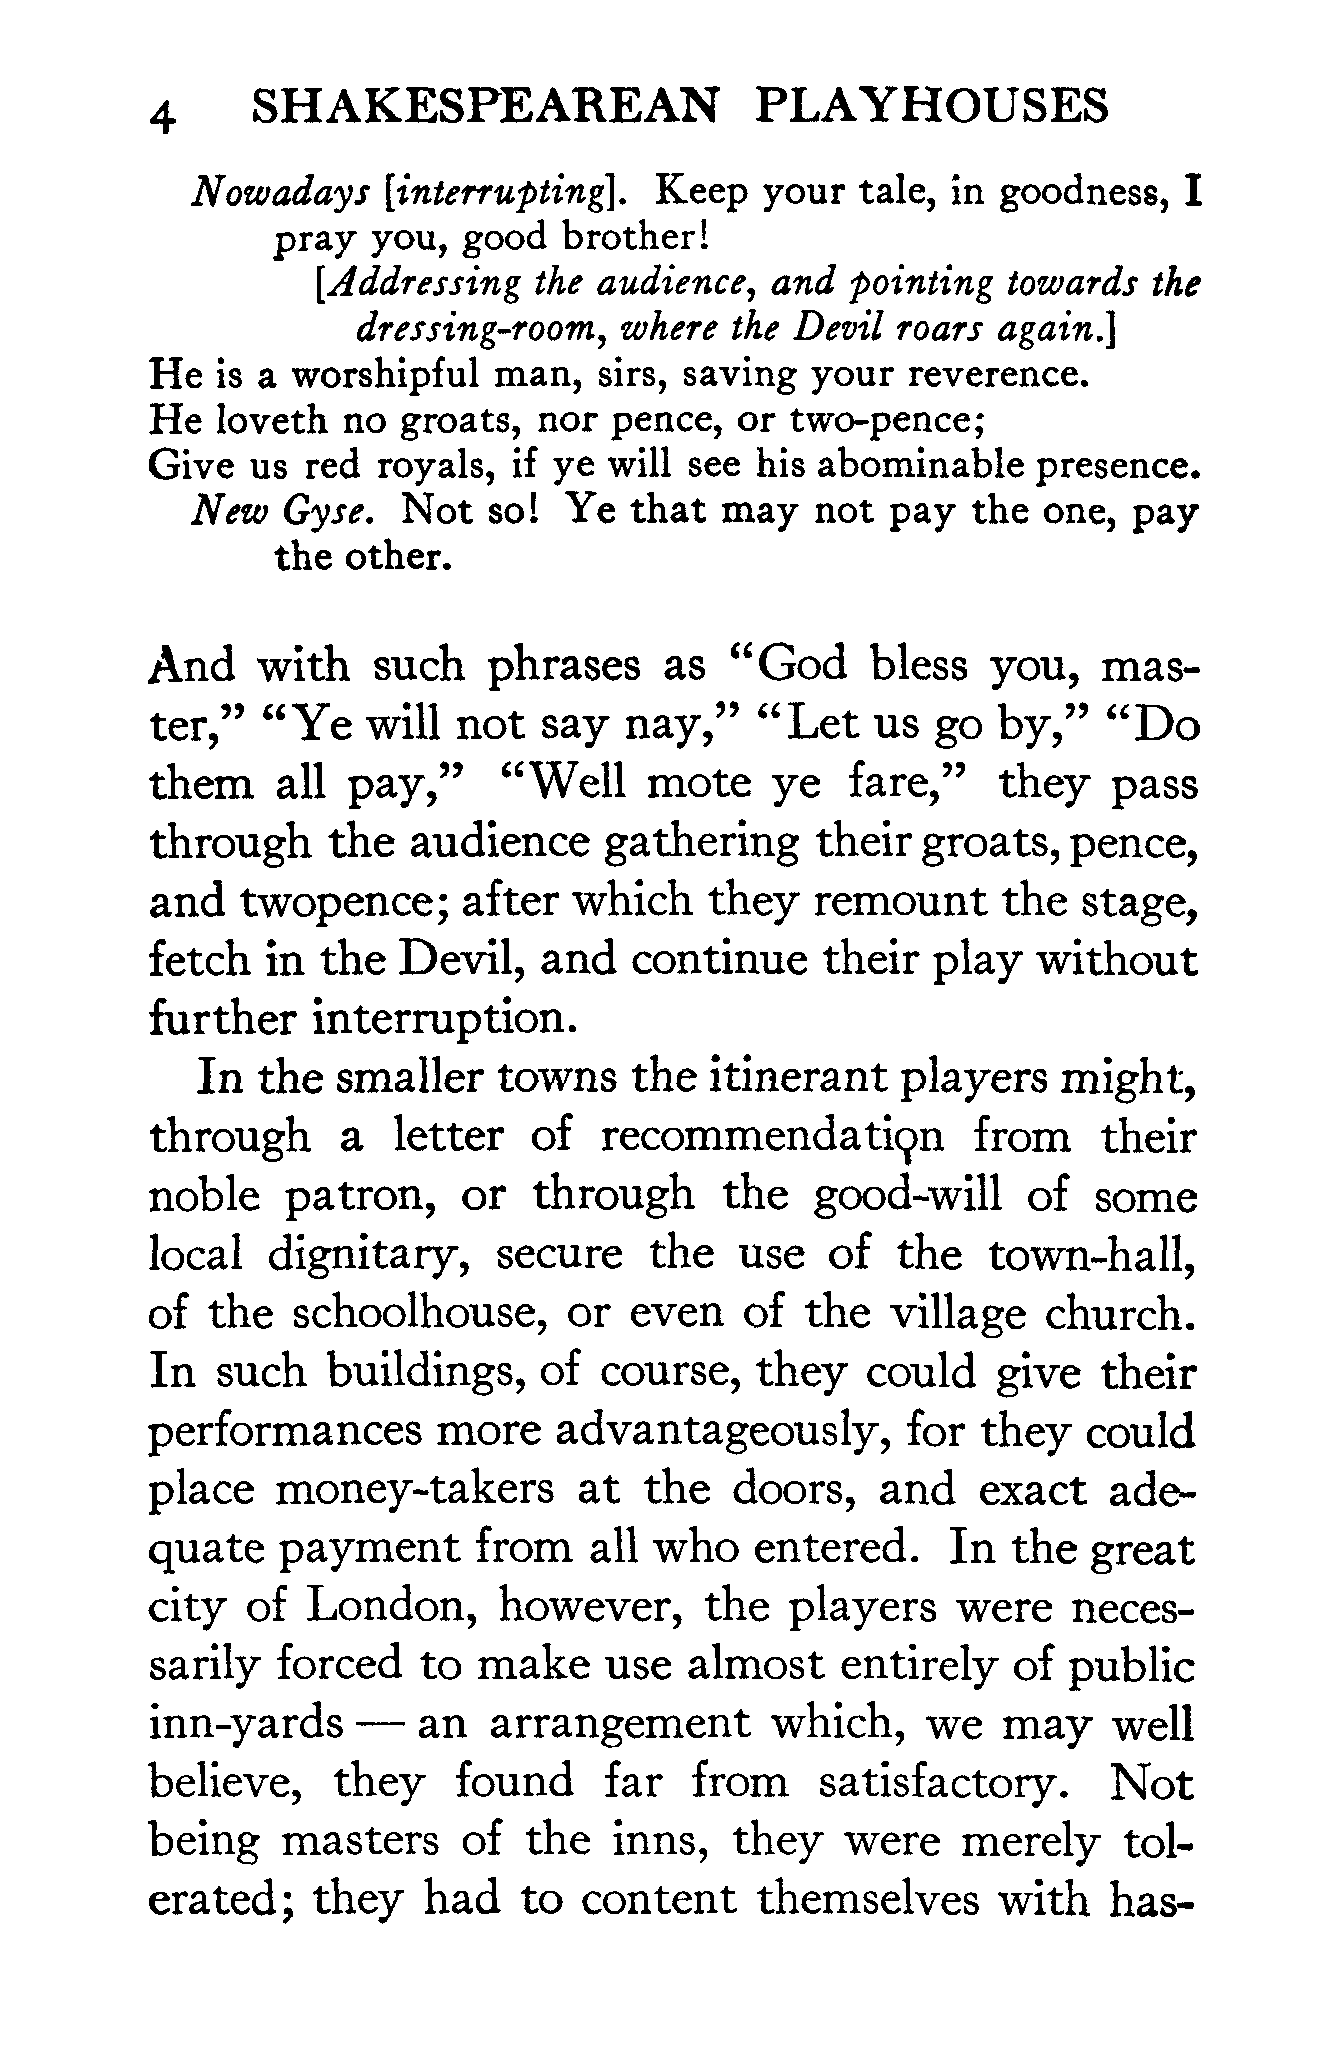 4 SHAKESPEAREAN PLAYHOUSES
Nowadays [interrupting]. Keep your tale, in goodness, I
pray you, good brother!
[Addressing the audience, and pointing towards the
dressing-room, where the Devil roars again.]
He is a worshipful man, sirs, saving your reverence.
He loveth no groats, nor pence, or two-pence;
Give us red royals, if ye will see his abominable presence.
New Gyse. Not so! Ye that may not pay the one, pay
the other.
And with such phrases as “God bless you, mas-
ter,” “Ye will not say nay,” “Let us go by,” “Do
them all pay,” “Well mote ye fare,” they pass
through the audience gathering their groats, pence,
and twopence; after which they remount the stage,
fetch in the Devil, and continue their play without
further interruption.
In the smaller towns the itinerant players might,
through a letter of recommendation from their
noble patron, or through the good-will of some
local dignitary, secure the use of the town-hall,
of the schoolhouse, or even of the village church.
In such buildings, of course, they could give their
performances more advantageously, for they could
place money-takers at the doors, and exact ade-
quate payment from all who entered. In the great
city of London, however, the players were neces-
sarily forced to make use almost entirely of public
inn-yards — an arrangement which, we may well
believe, they found far from satisfactory. Not
being masters of the inns, they were merely tol-
erated; they had to content themselves with has-